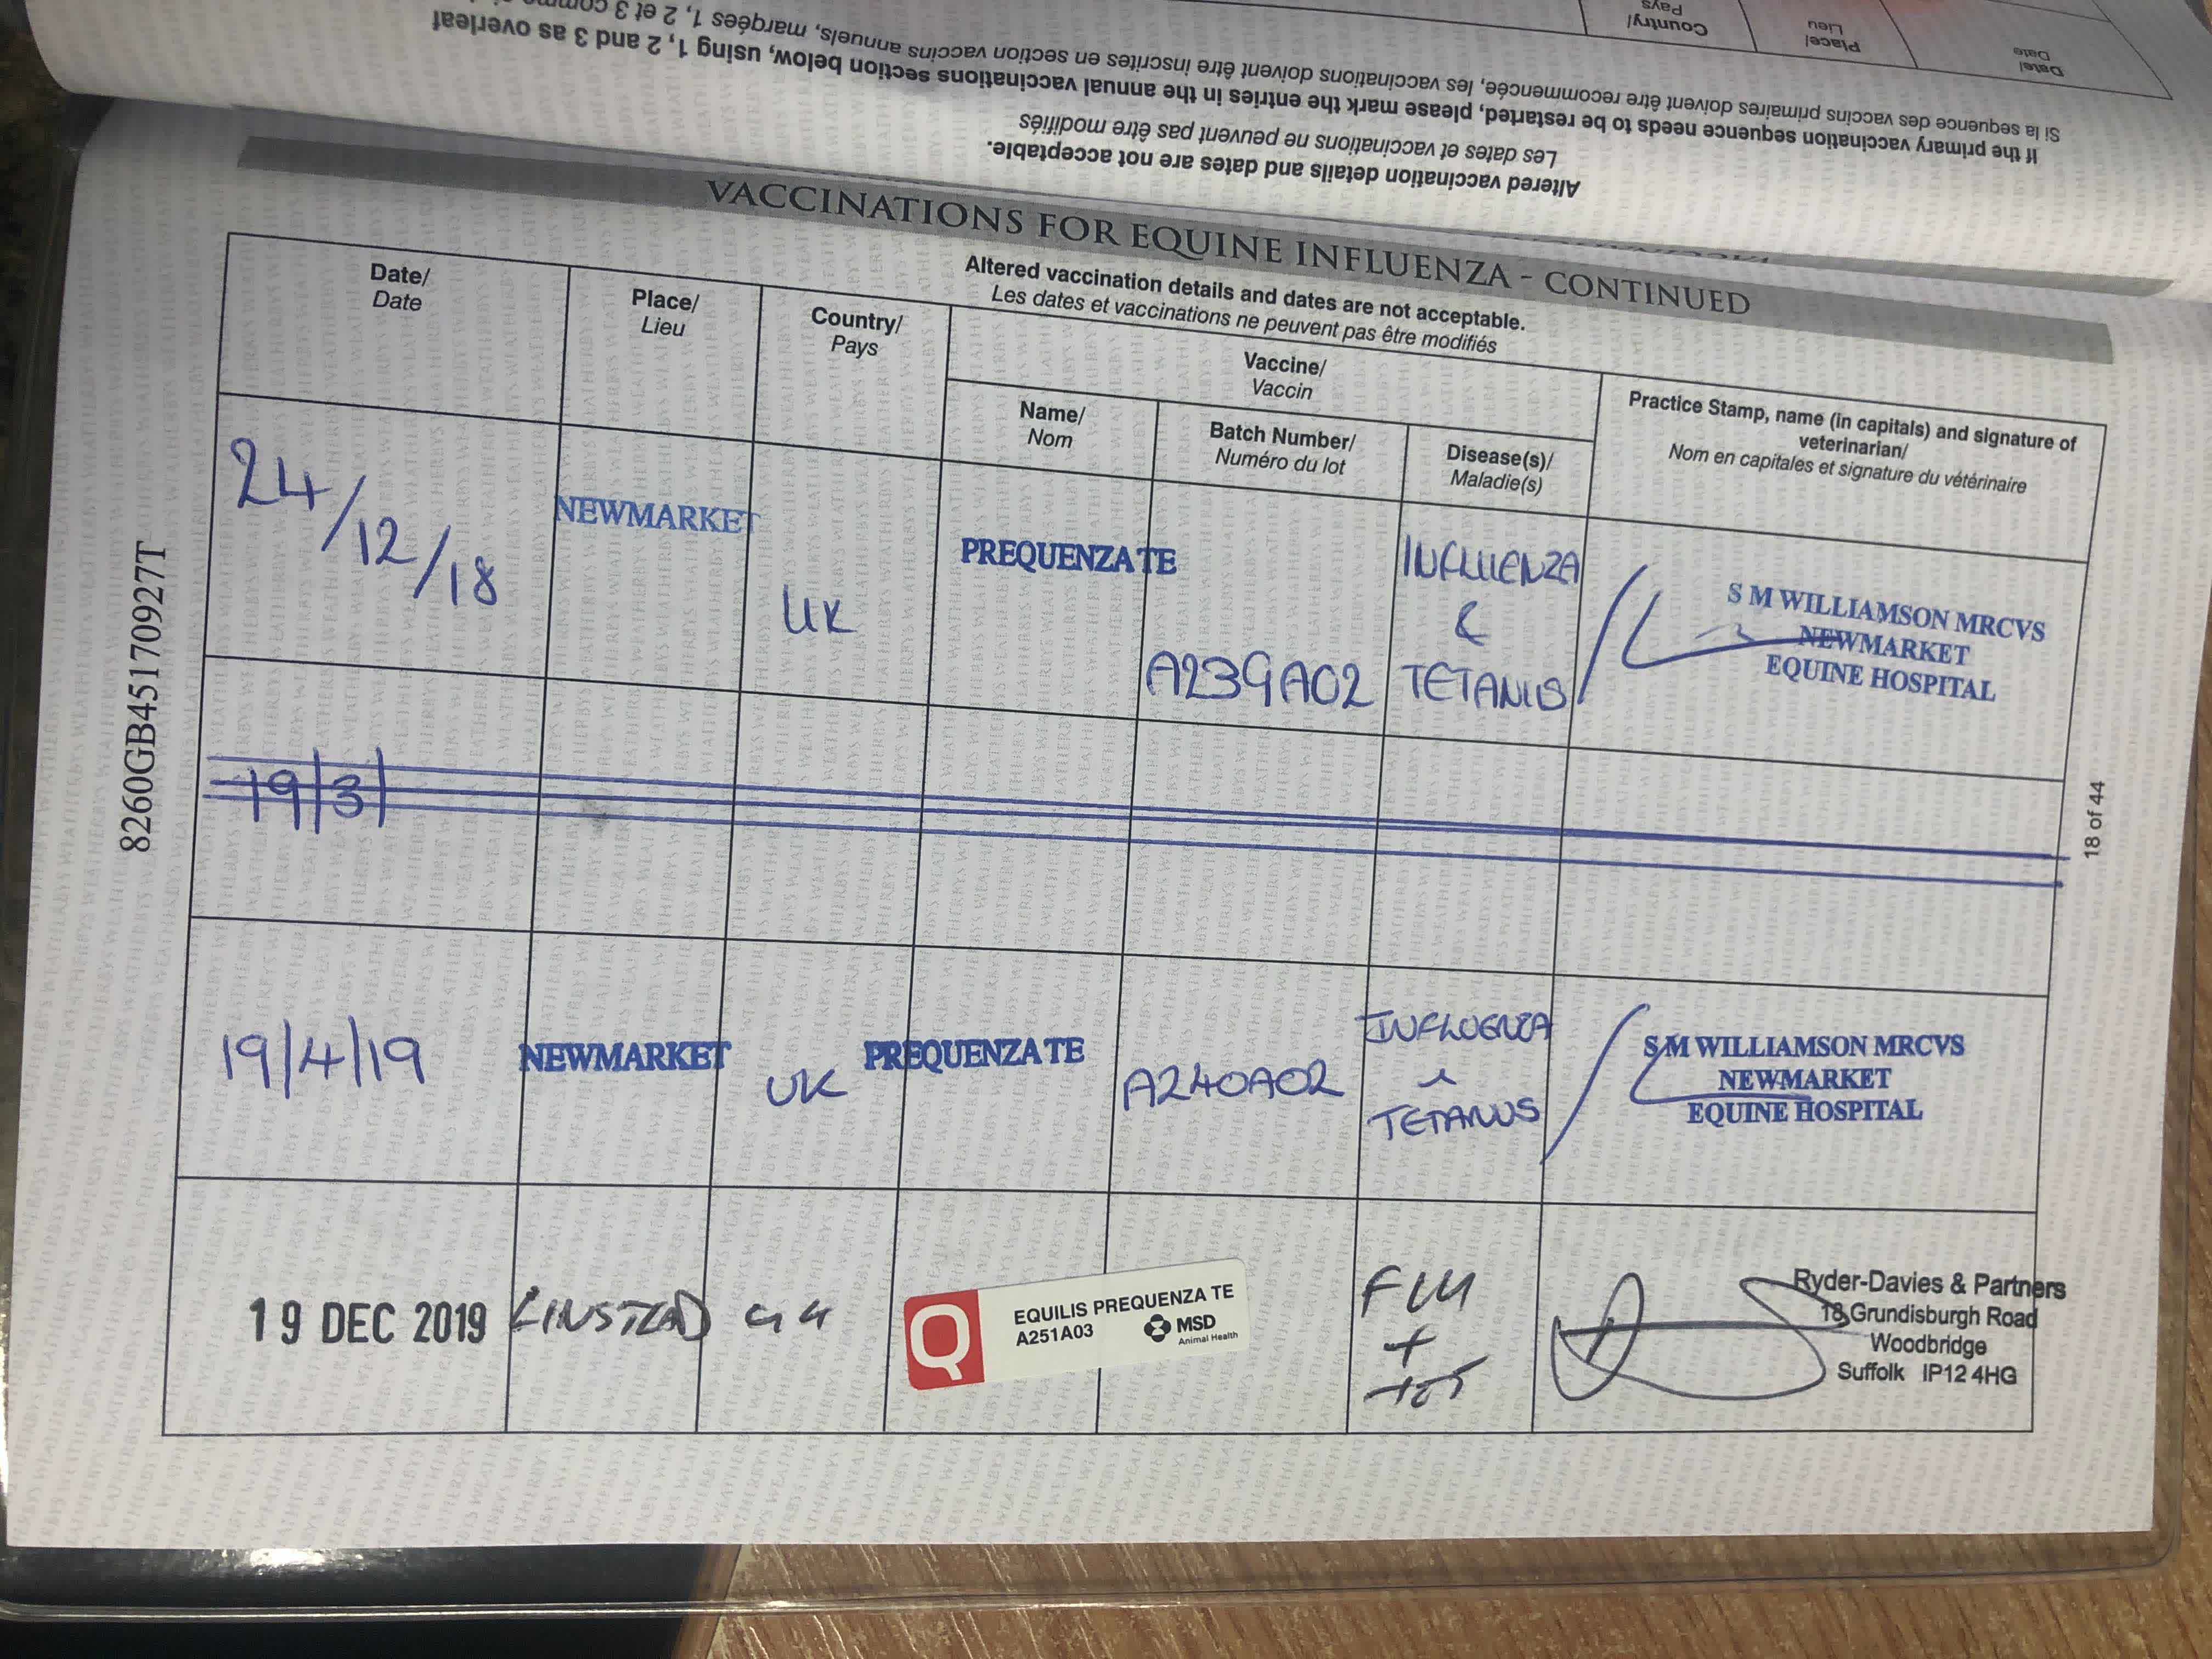 Date/
Date
Place/
Lieu
Country/
Pays
Si la sequence des vaccins primaires doivent être recommencée, les vaccinations doivent être inscrites en section vaccins annuels, marqées 1, 2 et 3
If the primary vaccination sequence needs to be restarted, please mark the entries in the annual vaccinations section below, using 1, 2 and 3 as overleaf
Les dates et vaccinations ne peuvent pas être modifiés
Altered vaccination details and dates are not acceptable.
VACCINATIONS FOR EQUINE INFLUENZA - CONTINUED
Altered vaccination details and dates are not acceptable.
Les dates et vaccinations ne peuvent pas être modifiés
Date/
Date
Place/
Lieu
Country/
Pays
Vaccine/
Vaccin
Name/
Nom
Batch Number/
Numéro du lot
Disease(s)/
Maladie(s)
Practice Stamp, name (in capitals) and signature of
veterinarian/
Nom en capitales et signature du vétérinaire
24/12/18
NEWMARKET
UK
PREQUENZA TE
A239A02
INFLUENZA
&
TETANUS
S M WILLIAMSON MRCVS
NEWMARKET
EQUINE HOSPITAL
19/3/
19/4/19
NEWMARKET
UK
PREQUENZA TE
A240A02
INFLUENZA
&
TETANUS
S M WILLIAMSON MRCVS
NEWMARKET
EQUINE HOSPITAL
19 DEC 2019
EQUILIS PREQUENZA TE
A251A03
MSD
Animal Health
FLU
+
TET
Ryder-Davies & Partners
18 Grundisburgh Road
Woodbridge
Suffolk IP12 4HG
8260GB45170927T
18 of 44